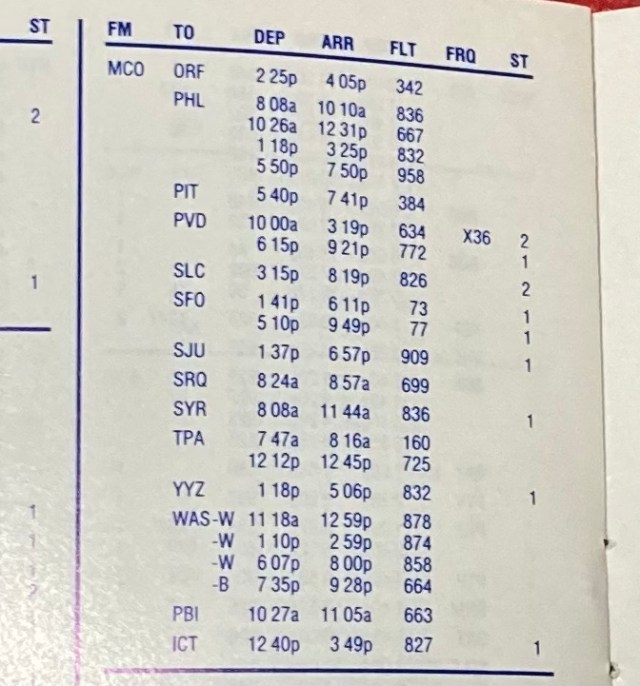 ST
2
1
1
1
2
FM TO DEP ARR FLT FRQ ST
MCO ORF 2 25p 4 05p 342
PHL 8 08a 10 10a 836
10 26a 12 31p 667
1 18p 3 25p 832
5 50p 7 50p 958
PIT 5 40p 7 41p 384
PVD 10 00a 3 19p 634 X36 2
6 15p 9 21p 772 1
SLC 3 15p 8 19p 826 2
SFO 1 41p 6 11p 73 1
5 10p 9 49p 77 1
SJU 1 37p 6 57p 909 1
SRQ 8 24a 8 57a 699
SYR 8 08a 11 44a 836 1
TPA 7 47a 8 16a 160
12 12p 12 45p 725
YYZ 1 18p 5 06p 832 1
WAS-W 11 18a 12 59p 878
-W 1 10p 2 59p 874
-W 6 07p 8 00p 858
-B 7 35p 9 28p 664
PBI 10 27a 11 05a 663
ICT 12 40p 3 49p 827 1